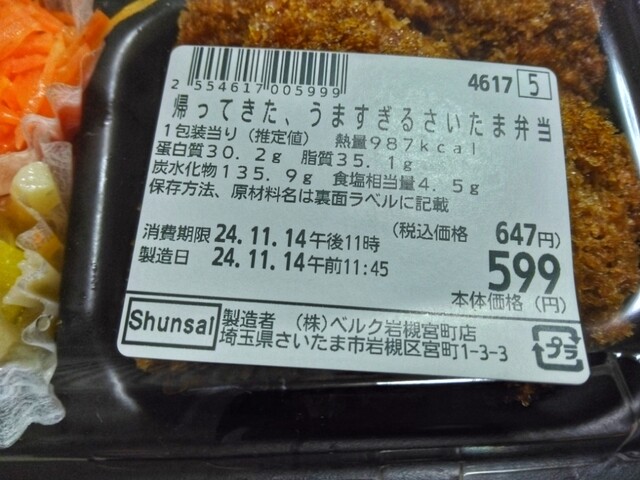 2 554617 005999
4617 5
帰ってきた、うますぎるさいたま弁当
1包装当り(推定値) 熱量987kcal
蛋白質30.2g 脂質35.1g
炭水化物135.9g 食塩相当量4.5g
保存方法、原材料名は裏面ラベルに記載
消費期限 24.11.14午後11時
(税込価格 647円)
製造日 24.11.14午前11:45
599
本体価格(円)
Shunsai
製造者 (株)ベルク岩槻宮町店
埼玉県さいたま市岩槻区宮町1-3-3
プラ